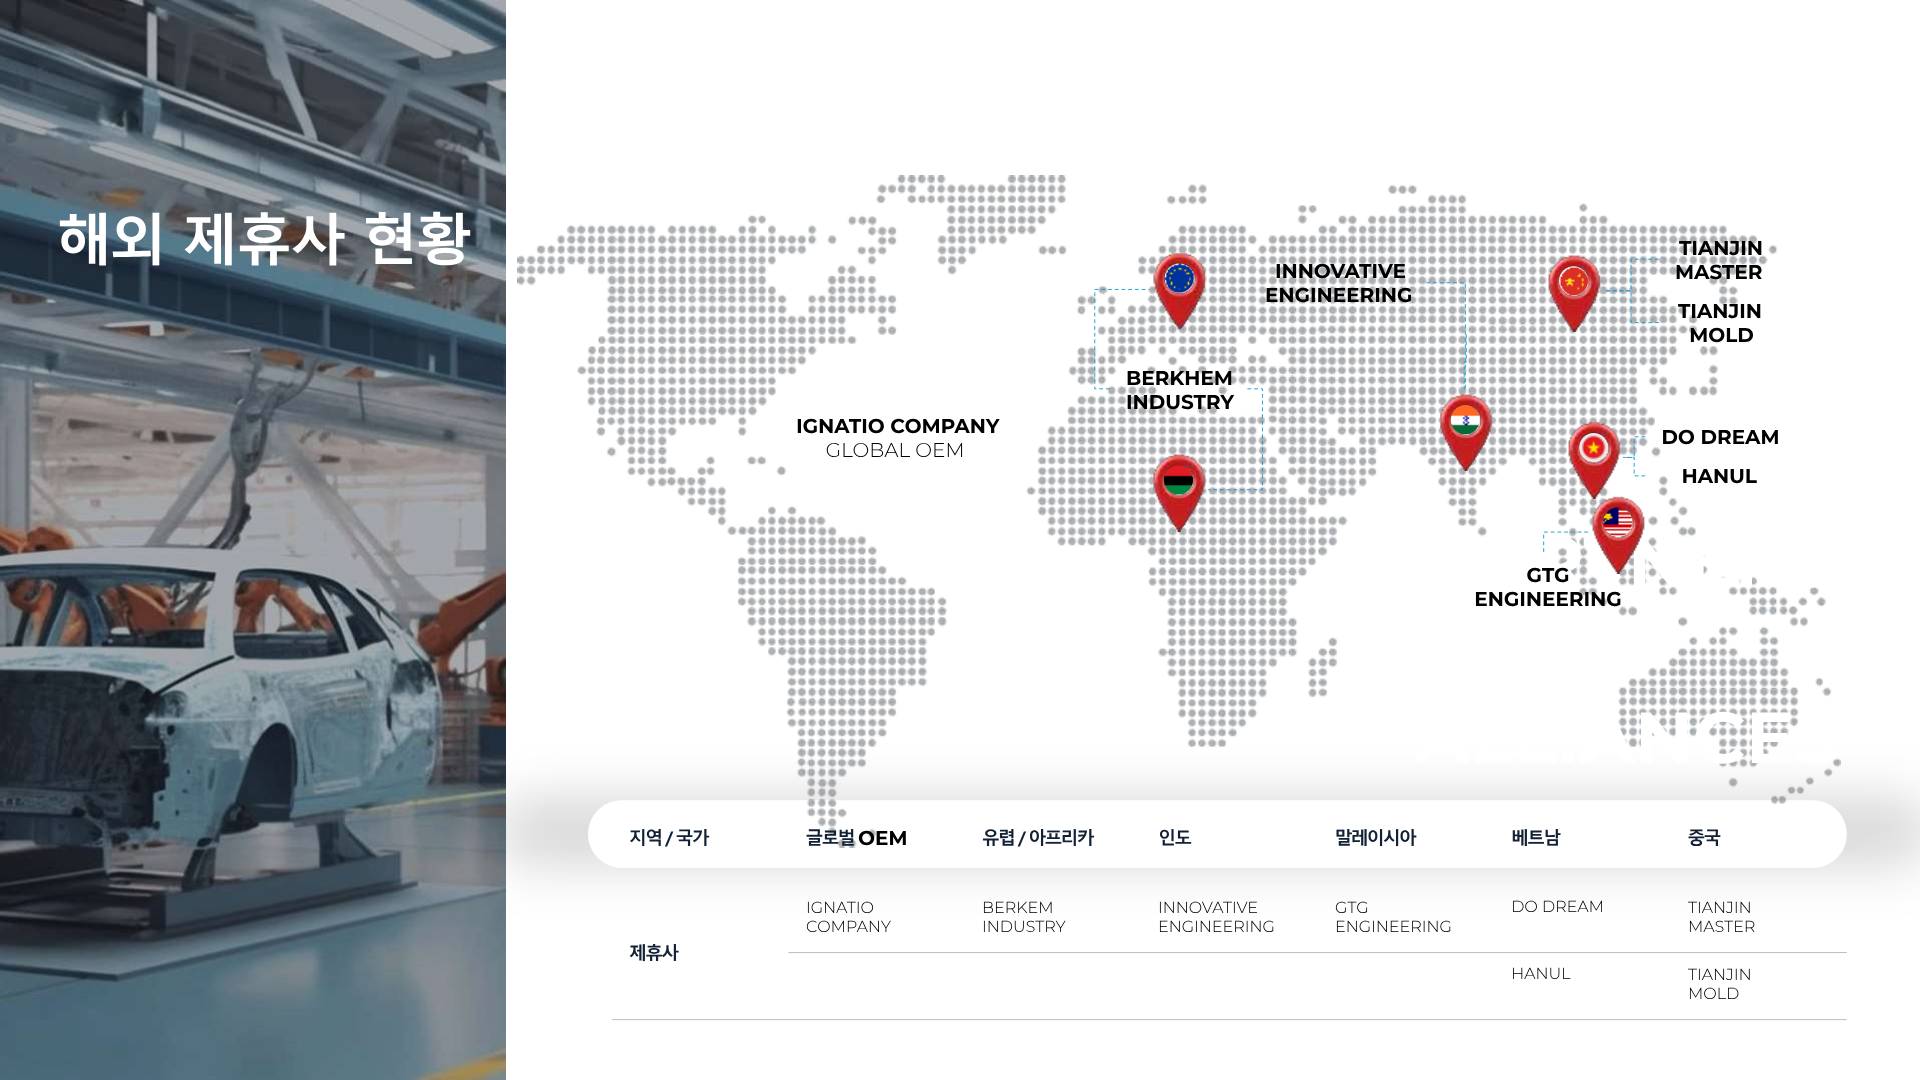 해외 제휴사 현황
TIANJIN
MASTER
INNOVATIVE
ENGINEERING
TIANJIN
MOLD
BERKHEM
INDUSTRY
IGNATIO COMPANY
GLOBAL OEM
DO DREAM
HANUL
GTG
ENGINEERING
지역 / 국가
글로벌 OEM
유럽 / 아프리카
인도
말레이시아
베트남
중국
제휴사
IGNATIO
COMPANY
BERKEM
INDUSTRY
INNOVATIVE
ENGINEERING
GTG
ENGINEERING
DO DREAM
TIANJIN
MASTER
HANUL
TIANJIN
MOLD